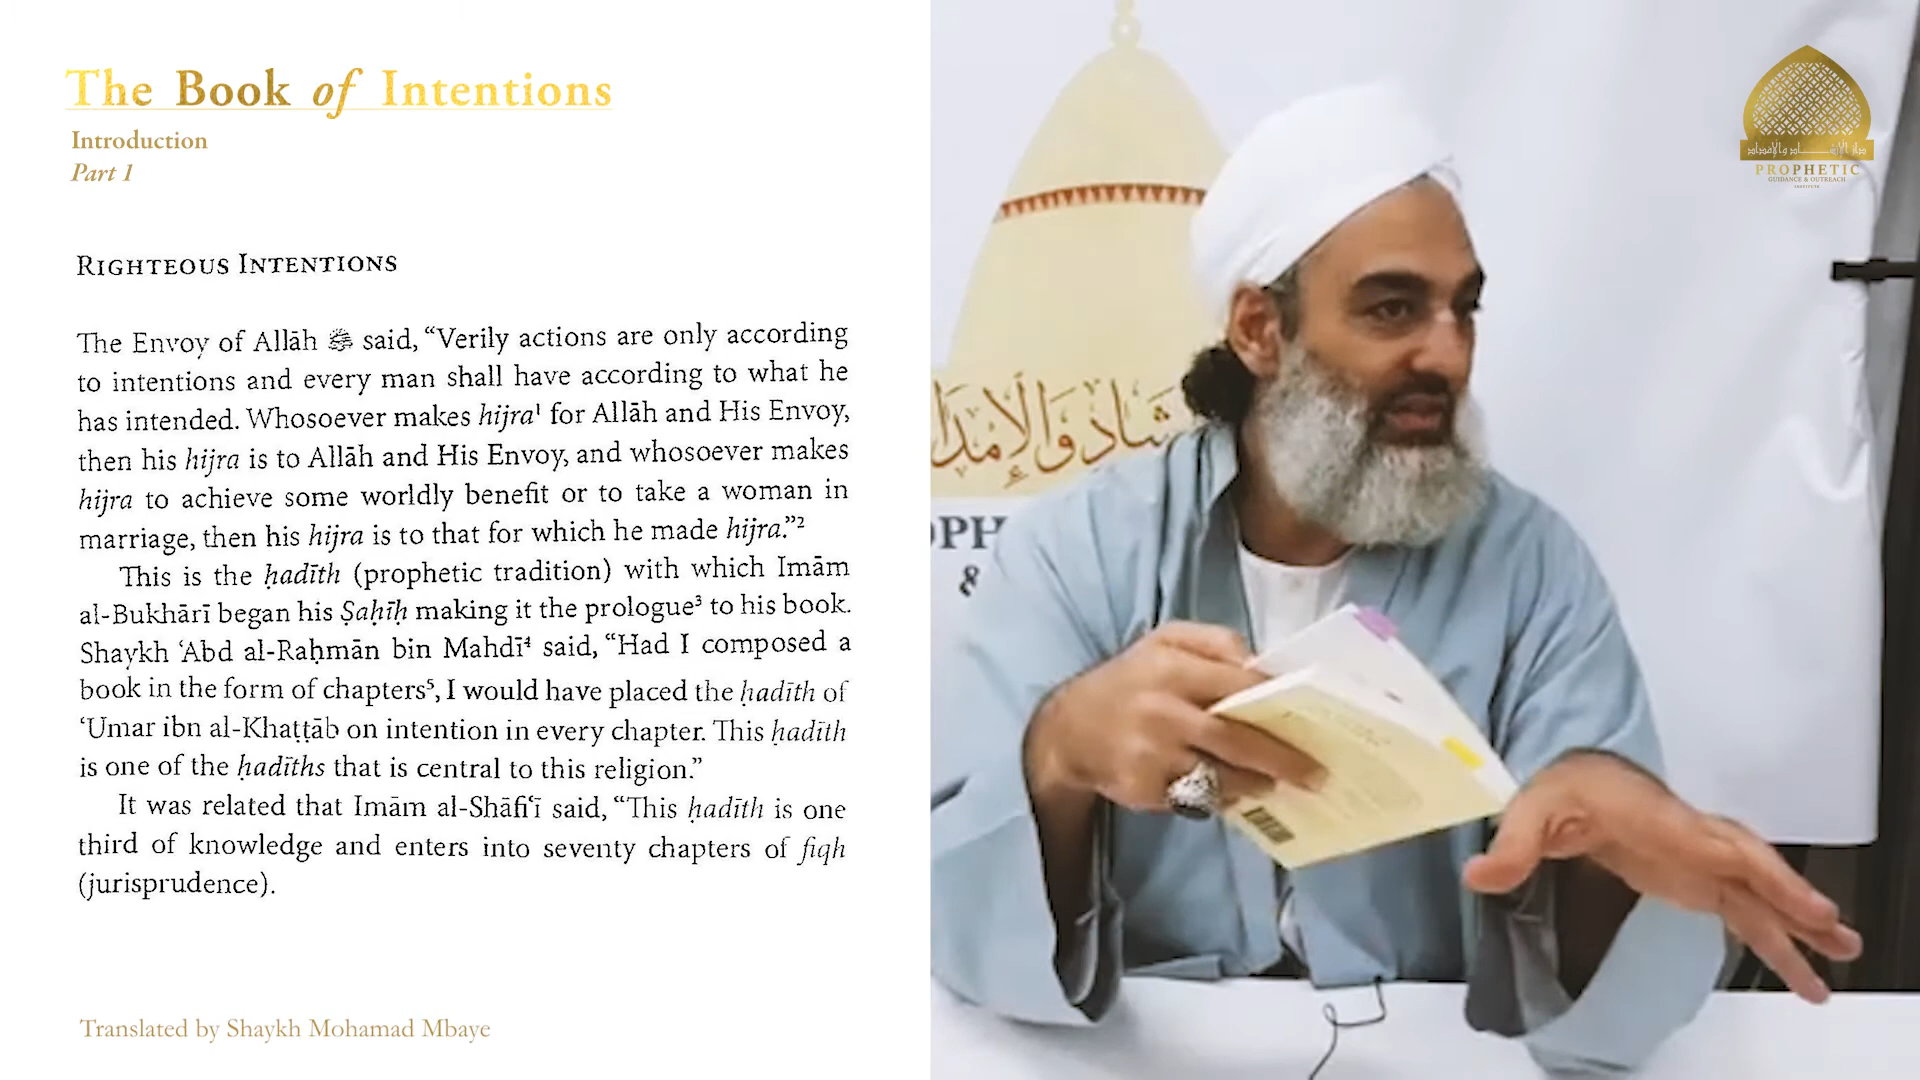 The Book of Intentions
Introduction
Part 1
RIGHTEOUS INTENTIONS
The Envoy of Allāh ﷺ said, “Verily actions are only according
to intentions and every man shall have according to what he
has intended. Whosoever makes hijra¹ for Allāh and His Envoy,
then his hijra is to Allāh and His Envoy, and whosoever makes
hijra to achieve some worldly benefit or to take a woman in
marriage, then his hijra is to that for which he made hijra.”²
This is the ḥadīth (prophetic tradition) with which Imām
al-Bukhārī began his Ṣaḥīḥ making it the prologue³ to his book.
Shaykh ‘Abd al-Raḥmān bin Mahdī⁴ said, “Had I composed a
book in the form of chapters⁵, I would have placed the ḥadīth of
‘Umar ibn al-Khaṭṭāb on intention in every chapter. This ḥadīth
is one of the ḥadīths that is central to this religion.”
It was related that Imām al-Shāfi‘ī said, “This ḥadīth is one
third of knowledge and enters into seventy chapters of fiqh
(jurisprudence).
Translated by Shaykh Mohamad Mbaye
دار الإرشاد والإمداد
PROPHETIC
GUIDANCE & OUTREACH
INSTITUTE
شَادِ وَالْإِمْدَا
OPH
&